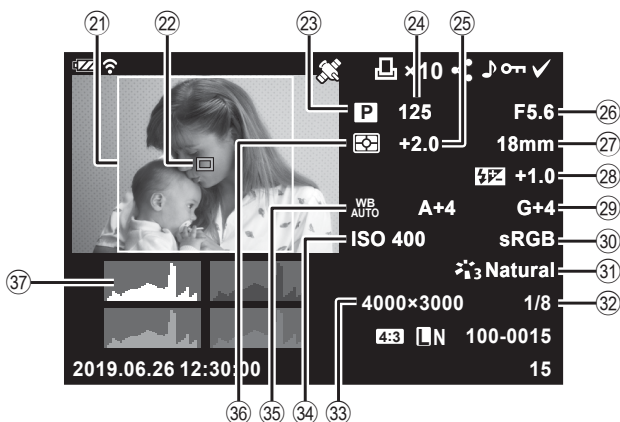 ㉑ ㉒ ㉓ ㉔ ㉕
×10
P 125 F5.6 ㉖
+2.0 18mm ㉗
+1.0 ㉘
WB AUTO A+4 G+4 ㉙
ISO 400 sRGB ㉚
3 Natural ㉛
㊲ 4000×3000 1/8 ㉜
4:3 LN 100-0015
2019.06.26 12:30:00 15
㊱ ㉟ ㉞ ㉝